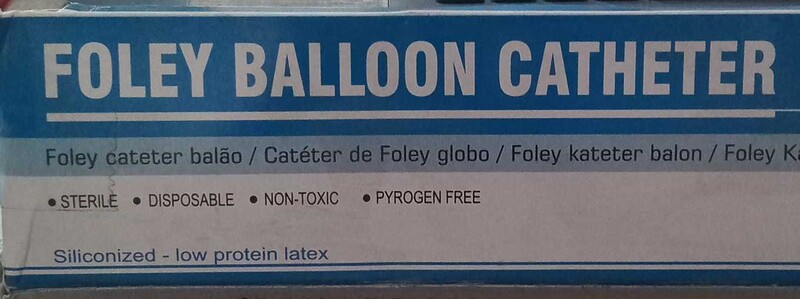 FOLEY BALLOON CATHETER
Foley cateter balão / Catéter de Foley globo / Foley kateter balon / Foley
• STERILE • DISPOSABLE • NON-TOXIC • PYROGEN FREE
Siliconized - low protein latex